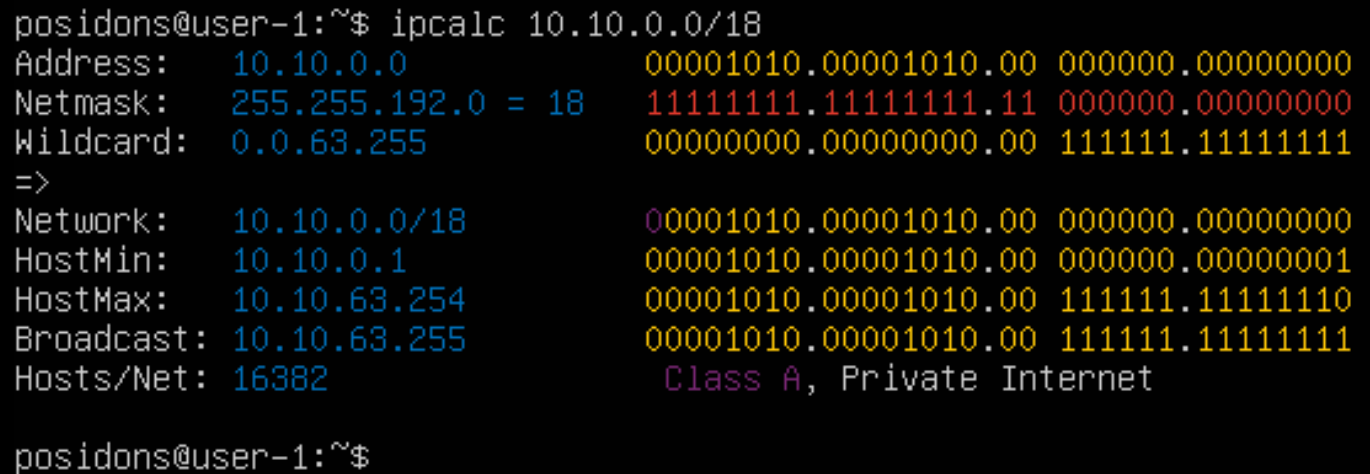 posidons@user-1:~$ ipcalc 10.10.0.0/18
Address:   10.10.0.0            00001010.00001010.00 000000.00000000
Netmask:   255.255.192.0 = 18   11111111.11111111.11 000000.00000000
Wildcard:  0.0.63.255           00000000.00000000.00 111111.11111111
=>
Network:   10.10.0.0/18         00001010.00001010.00 000000.00000000
HostMin:   10.10.0.1            00001010.00001010.00 000000.00000001
HostMax:   10.10.63.254         00001010.00001010.00 111111.11111110
Broadcast: 10.10.63.255         00001010.00001010.00 111111.11111111
Hosts/Net: 16382                 Class A, Private Internet
posidons@user-1:~$